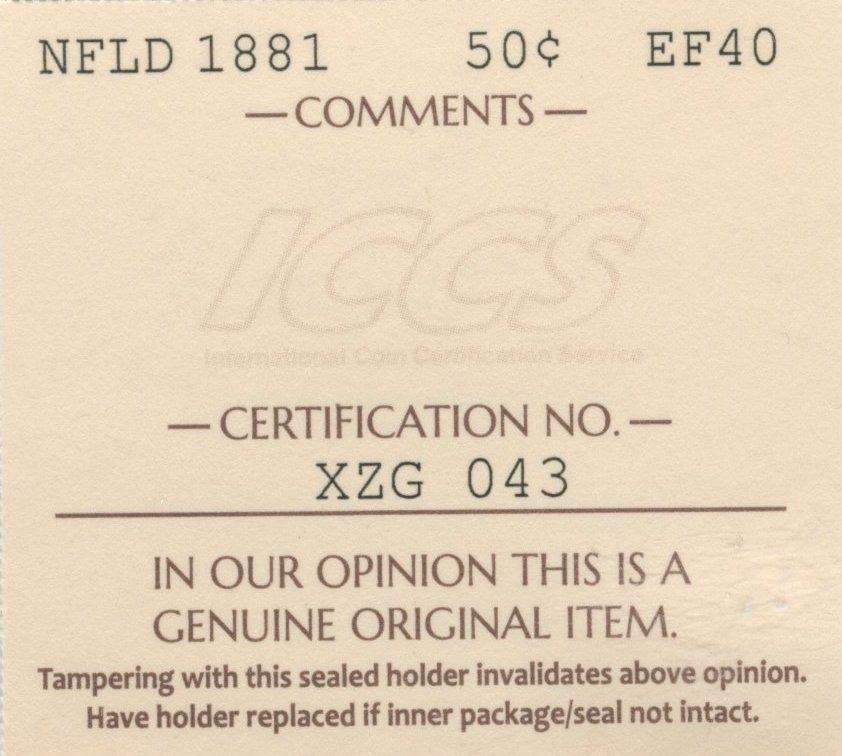 NFLD 1881 50¢ EF40
— COMMENTS —
ICCS
International Coin Certification Service
— CERTIFICATION NO. —
XZG 043
IN OUR OPINION THIS IS A
GENUINE ORIGINAL ITEM.
Tampering with this sealed holder invalidates above opinion.
Have holder replaced if inner package/seal not intact.